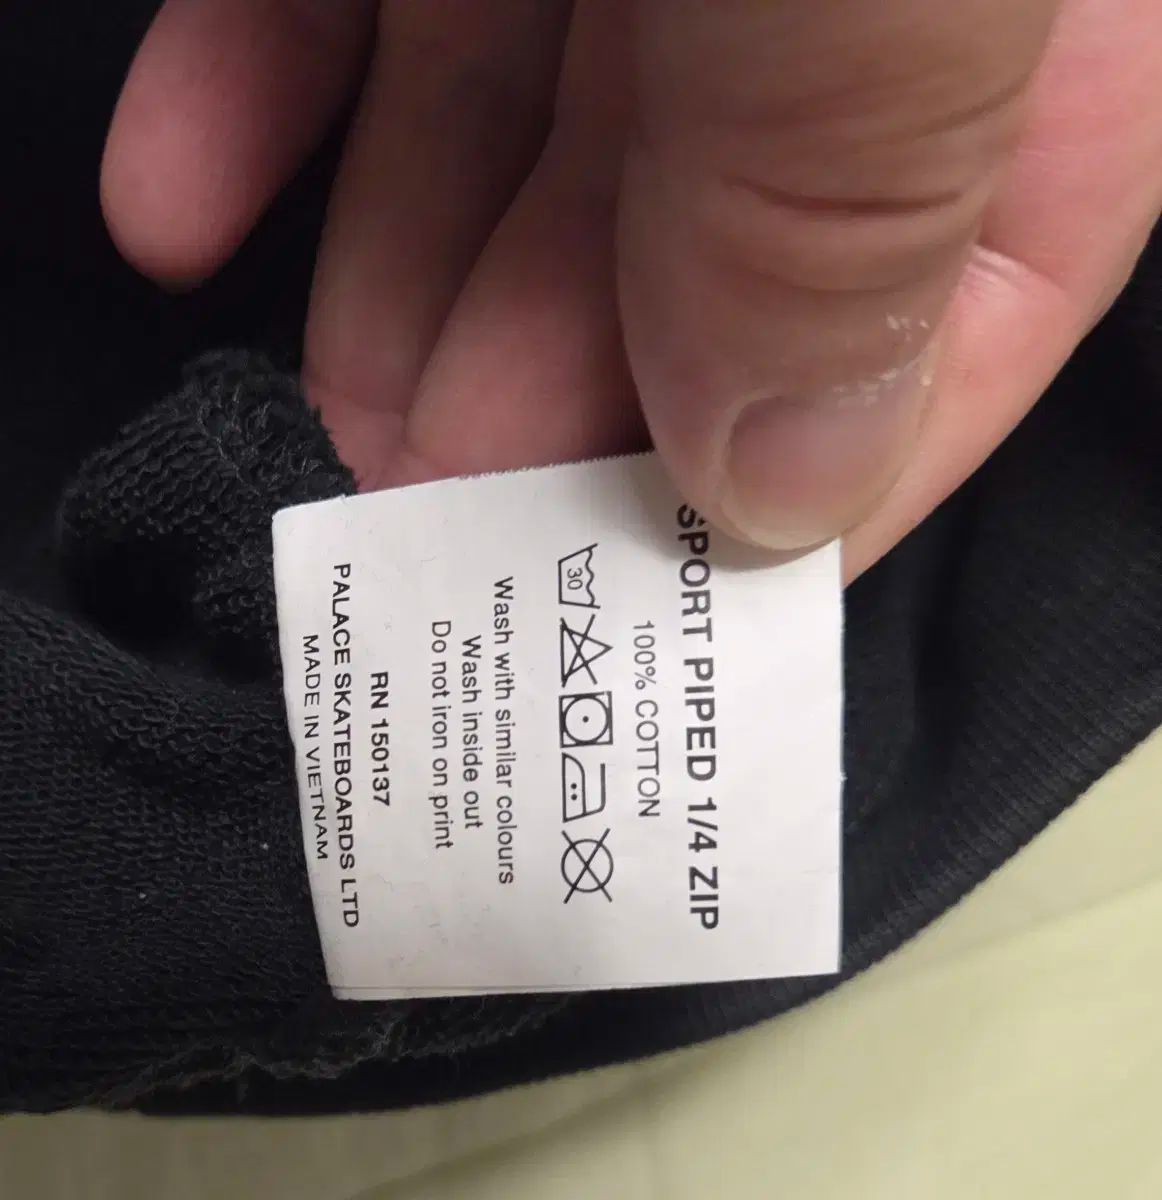 SPORT PIPED 1/4 ZIP
100% COTTON
30
Wash with similar colours
Wash inside out
Do not iron on print
RN 150137
PALACE SKATEBOARDS LTD
MADE IN VIETNAM